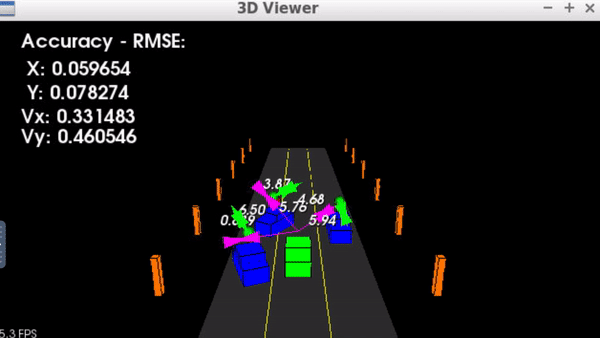 3D Viewer
Accuracy - RMSE:
X: 0.059654
Y: 0.078274
Vx: 0.331483
Vy: 0.460546
3.87
4.68
6.50
5.76
5.94
5.3 FPS